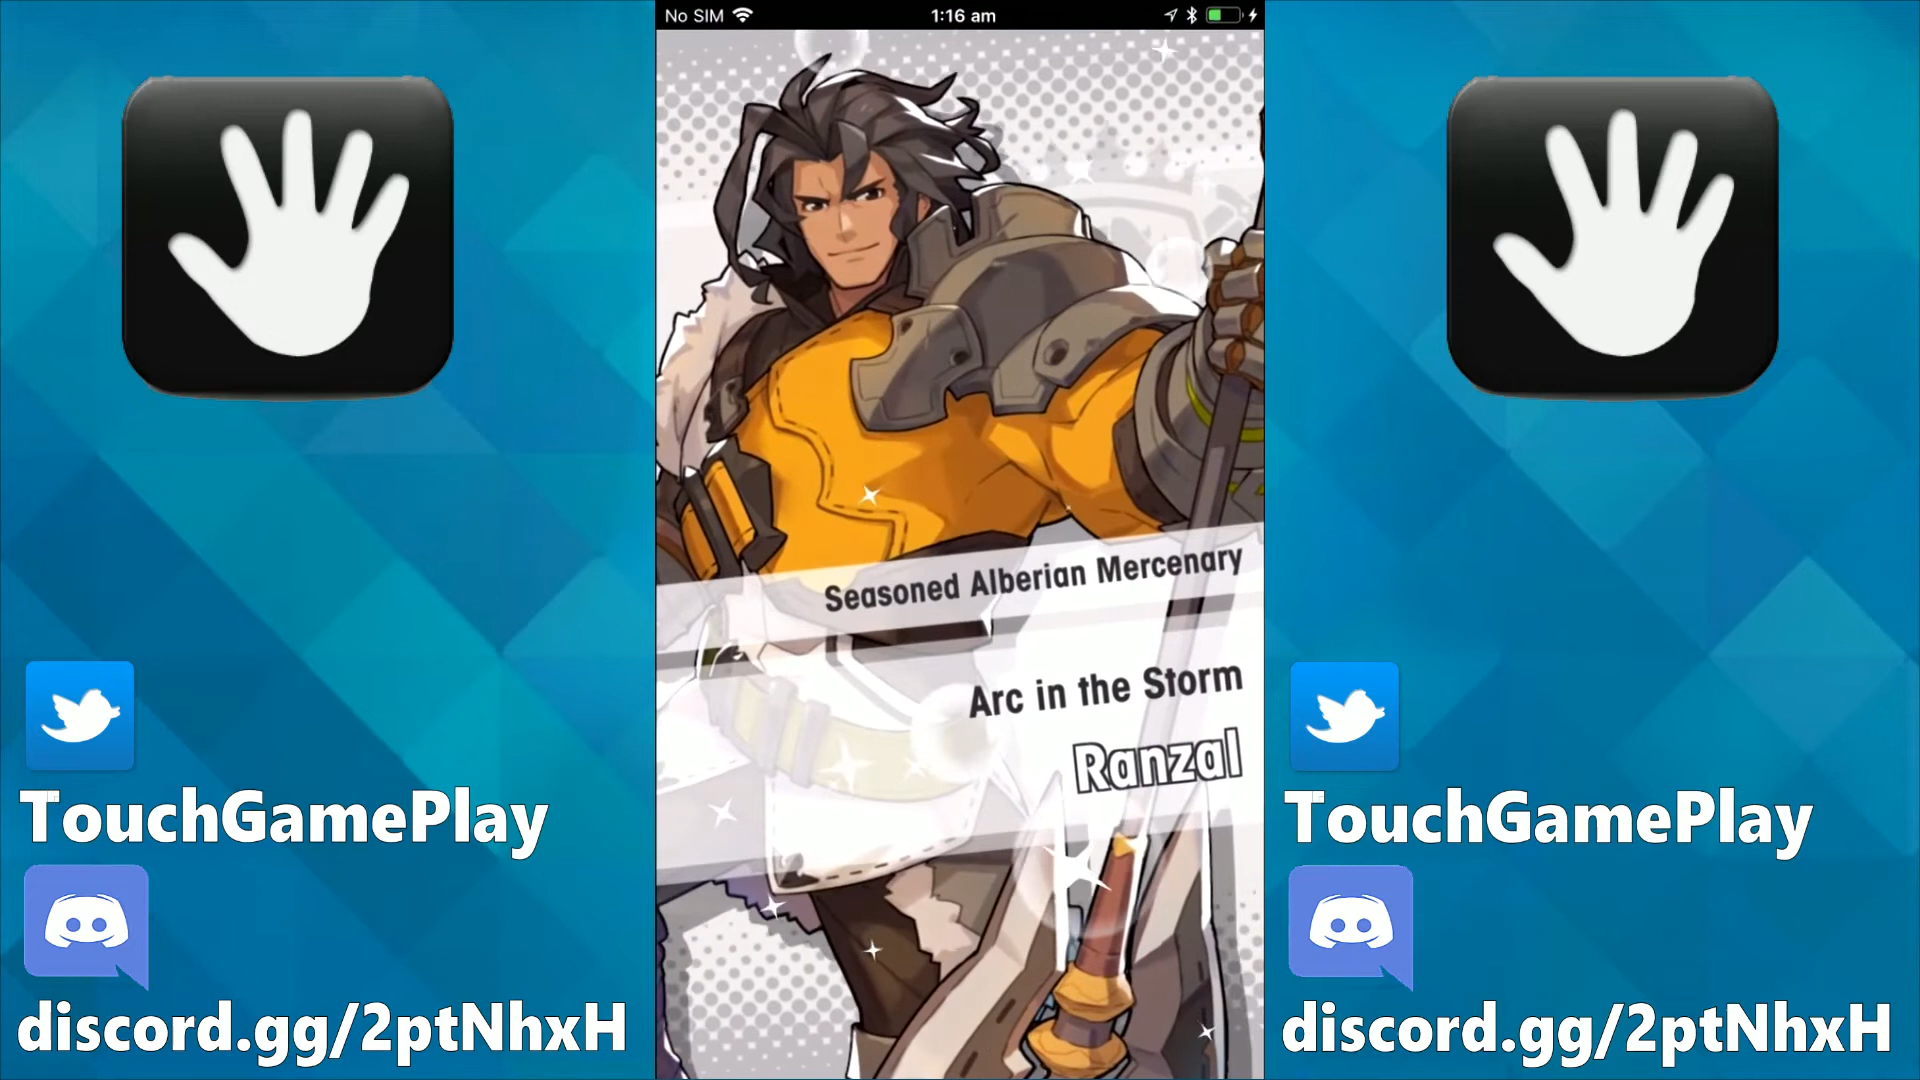 No SIM
1:16 am
Seasoned Alberian Mercenary
Arc in the Storm
Ranzal
TouchGamePlay
discord.gg/2ptNhxH
TouchGamePlay
discord.gg/2ptNhxH